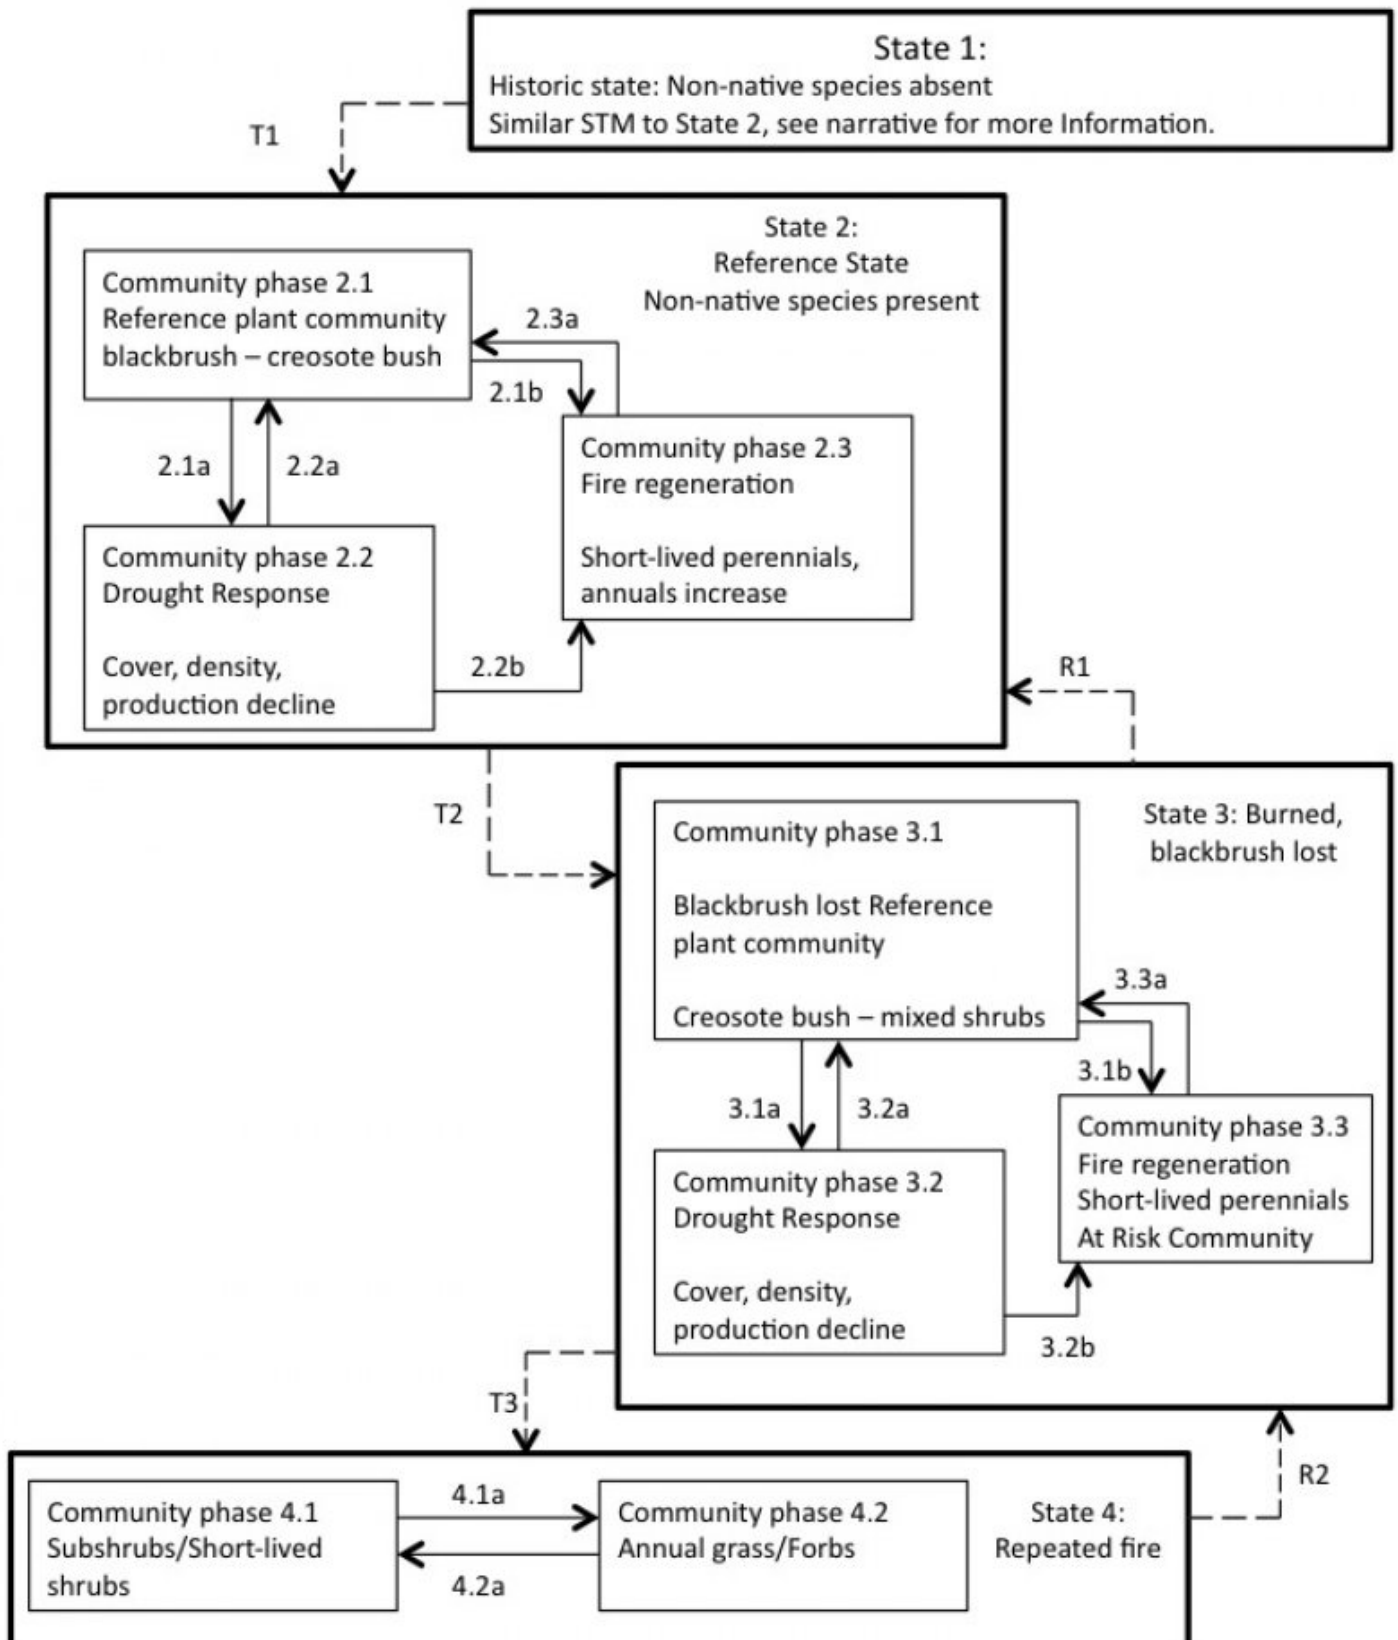 State 1:
Historic state: Non-native species absent
Similar STM to State 2, see narrative for more Information.
T1
State 2:
Reference State
Non-native species present
Community phase 2.1
Reference plant community
blackbrush – creosote bush
2.3a
2.1b
2.1a
2.2a
Community phase 2.3
Fire regeneration
Short-lived perennials,
annuals increase
Community phase 2.2
Drought Response
Cover, density,
production decline
2.2b
R1
T2
State 3: Burned,
blackbrush lost
Community phase 3.1
Blackbrush lost Reference
plant community
Creosote bush – mixed shrubs
3.3a
3.1b
3.1a
3.2a
Community phase 3.3
Fire regeneration
Short-lived perennials
At Risk Community
Community phase 3.2
Drought Response
Cover, density,
production decline
3.2b
T3
R2
Community phase 4.1
Subshrubs/Short-lived
shrubs
4.1a
4.2a
Community phase 4.2
Annual grass/Forbs
State 4:
Repeated fire